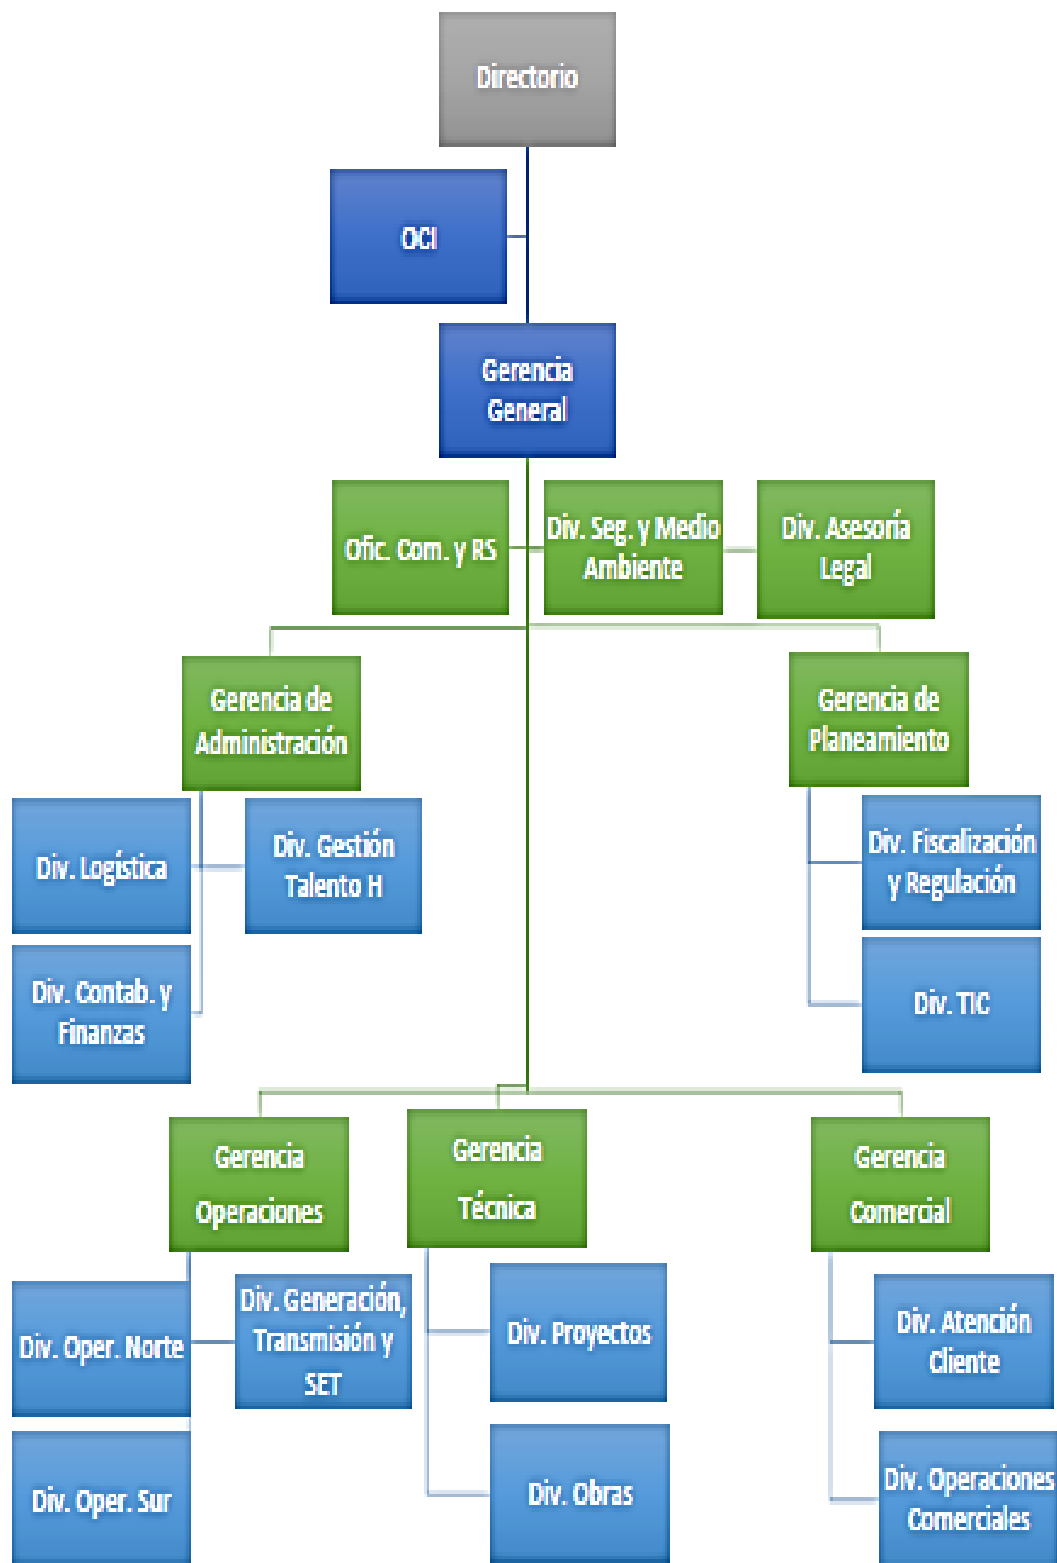 Directorio
OCI
Gerencia
General
Ofic. Com. y RS
Div. Seg. y Medio
Ambiente
Div. Asesoría
Legal
Gerencia de
Administración
Gerencia de
Planeamiento
Div. Logística
Div. Gestión
Talento H
Div. Fiscalización
y Regulación
Div. Contab. y
Finanzas
Div. TIC
Gerencia
Operaciones
Gerencia
Técnica
Gerencia
Comercial
Div. Oper. Norte
Div. Generación,
Transmisión y
SET
Div. Proyectos
Div. Atención
Cliente
Div. Oper. Sur
Div. Obras
Div. Operaciones
Comerciales